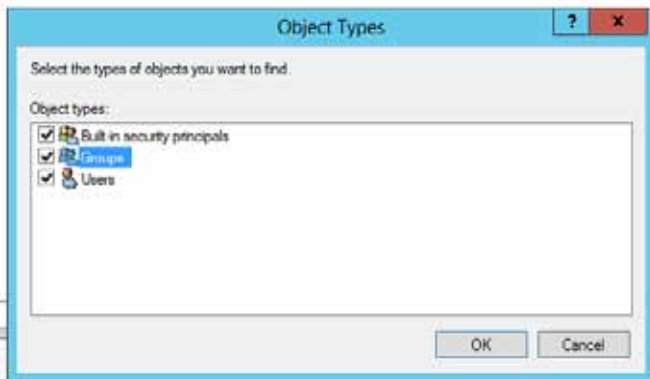 Object Types
?
x
Select the types of objects you want to find.
Object types:
Built-in security principals
Groups
Users
OK
Cancel